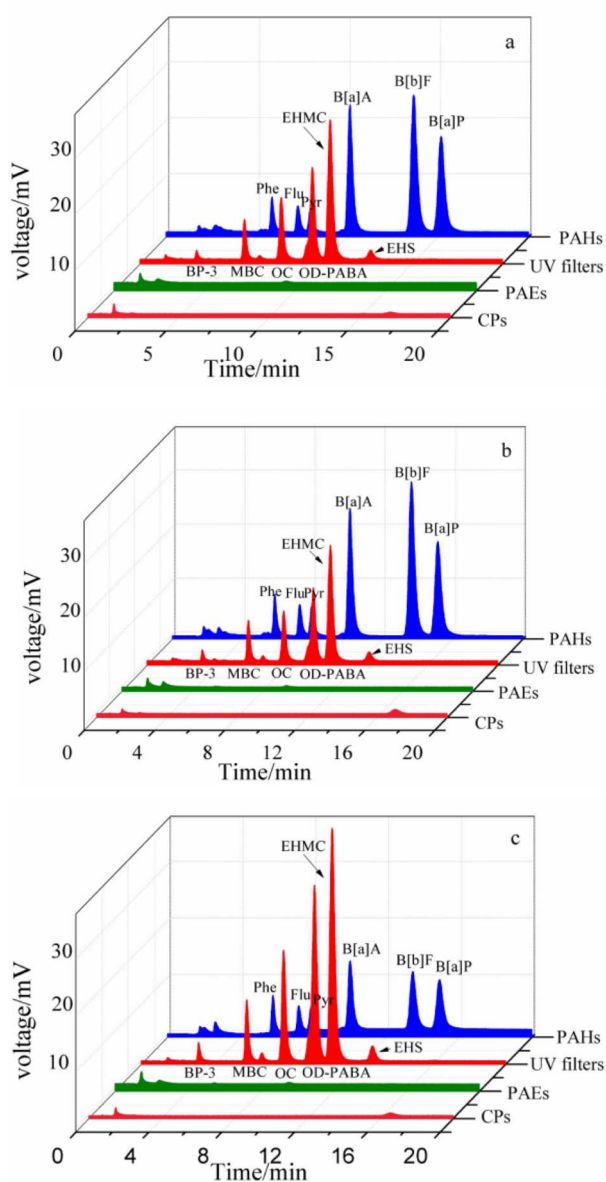 a
B[a]A
B[b]F
B[a]P
EHMC
30
Phe
Flu
Pyr
20
voltage/mV
EHS
PAHs
10
BP-3 MBC OC OD-PABA
UV filters
PAEs
CPs
0 5 10 15 20
Time/min
b
B[b]F
B[a]A
B[a]P
EHMC
30
Phe
Flu
Pyr
20
voltage/mV
EHS
PAHs
10
BP-3 MBC OC OD-PABA
UV filters
PAEs
CPs
0 4 8 12 16 20
Time/min
c
EHMC
B[a]A
B[b]F
B[a]P
30
Phe
Flu
Pyr
20
voltage/mV
EHS
PAHs
10
BP-3 MBC OC OD-PABA
UV filters
PAEs
CPs
0 4 8 12 16 20
Time/min